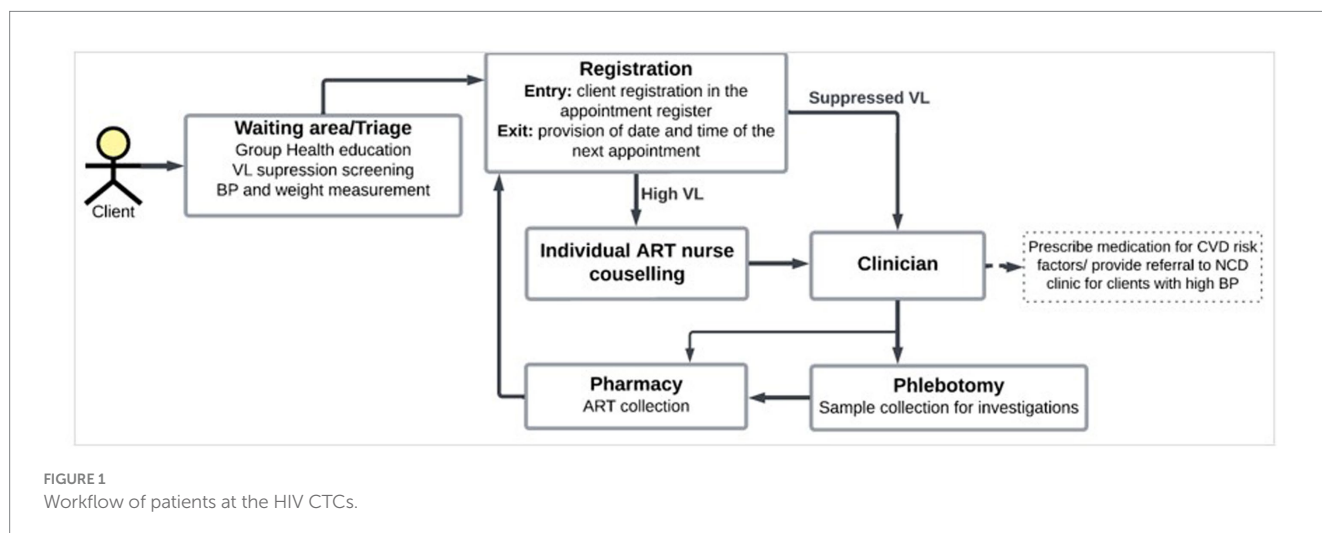 Client
Waiting area/Triage
Group Health education
VL supression screening
BP and weight measurement
Registration
Entry: client registration in the
appointment register
Exit: provision of date and time of the
next appointment
Suppressed VL
High VL
Individual ART nurse
couselling
Clinician
Prescribe medication for CVD risk
factors/ provide referral to NCD
clinic for clients with high BP
Pharmacy
ART collection
Phlebotomy
Sample collection for investigations
FIGURE 1
Workflow of patients at the HIV CTCs.